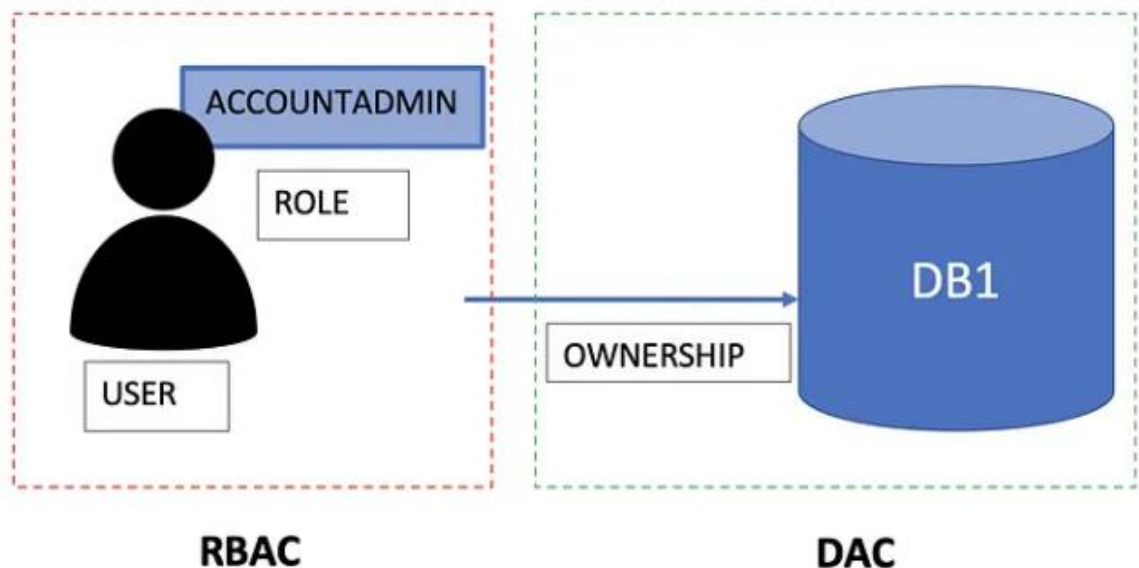 ACCOUNTADMIN
ROLE
USER
OWNERSHIP
DB1
RBAC
DAC